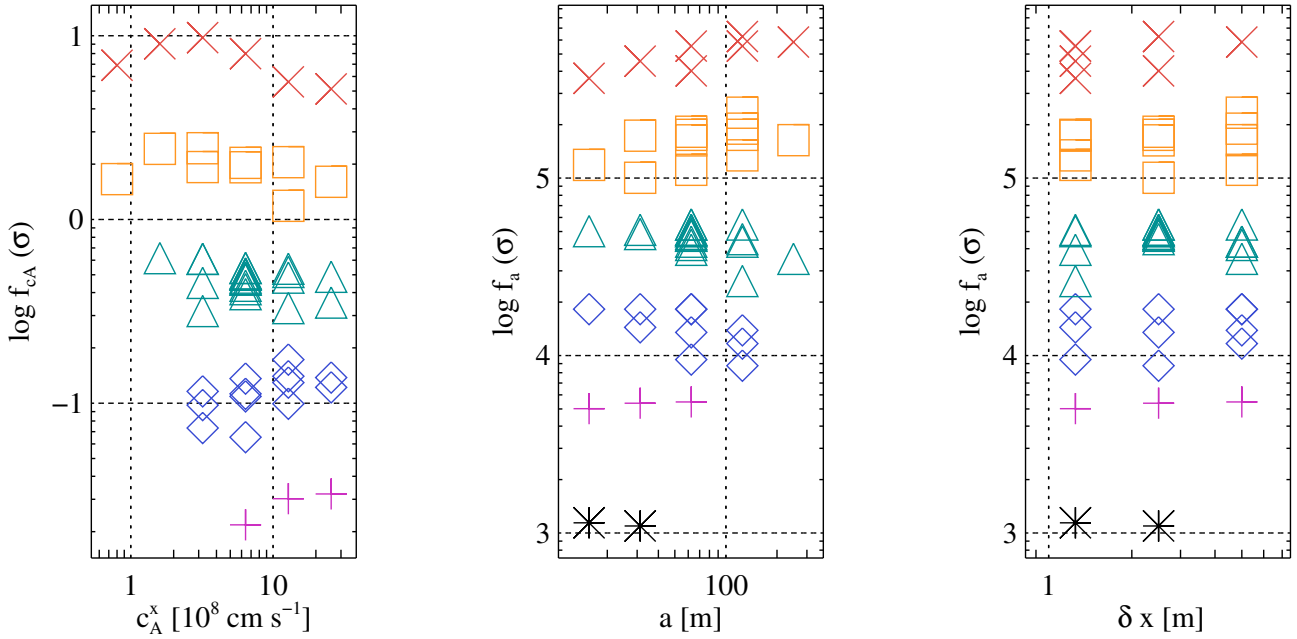 log f_cA (σ)
1
0
−1
1 10
c_A^x [10^8 cm s^−1]
log f_a (σ)
5
4
3
100
a [m]
log f_a (σ)
5
4
3
1
δ x [m]